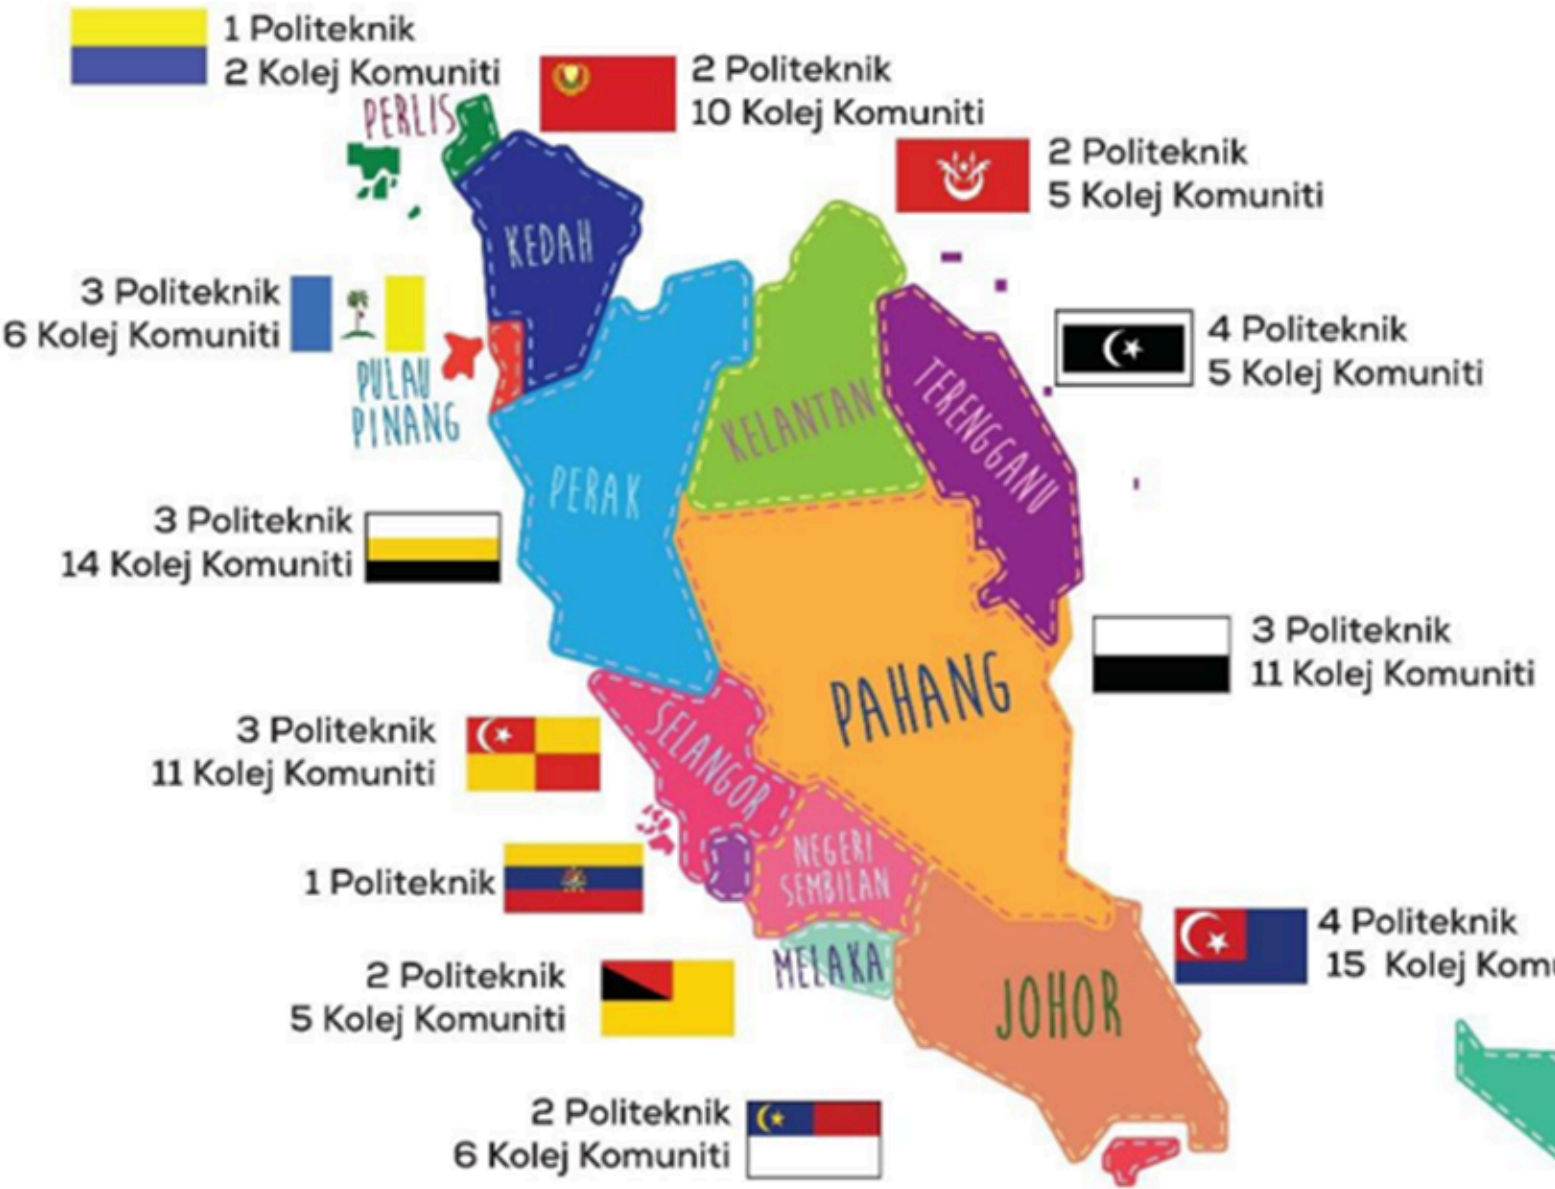 1 Politeknik
2 Kolej Komuniti
2 Politeknik
10 Kolej Komuniti
PERLIS
2 Politeknik
5 Kolej Komuniti
KEDAH
3 Politeknik
6 Kolej Komuniti
PULAU
PINANG
4 Politeknik
5 Kolej Komuniti
TERENGGANU
KELANTAN
PERAK
3 Politeknik
14 Kolej Komuniti
3 Politeknik
11 Kolej Komuniti
PAHANG
SELANGOR
3 Politeknik
11 Kolej Komuniti
NEGERI
SEMBILAN
1 Politeknik
4 Politeknik
15 Kolej Komu
MELAKA
2 Politeknik
5 Kolej Komuniti
JOHOR
2 Politeknik
6 Kolej Komuniti